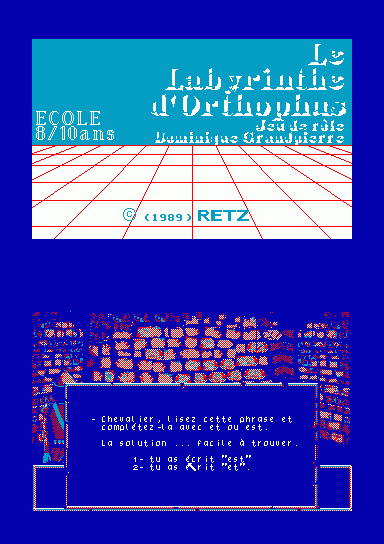 Le
Labyrinthe
d'Orthophus
Jeu de rôle
Dominique Grandpierre
ECOLE
8/10ans
© (1989) RETZ
- Chevalier, lisez cette phrase et
complétez-la avec et ou est.
La solution ... facile à trouver.
1- tu as écrit "est"
2- tu as écrit "et".